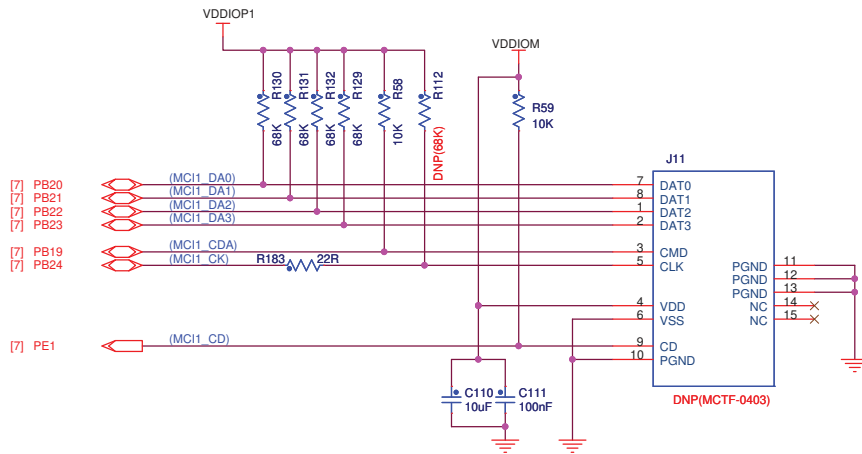 VDDIOP1
VDDIOM
R130
68K
R131
68K
R132
68K
R129
68K
R58
10K
R112
DNP(68K)
R59
10K
J11
[7] PB20 (MCI1_DA0) 7 DAT0
[7] PB21 (MCI1_DA1) 8 DAT1
[7] PB22 (MCI1_DA2) 1 DAT2
[7] PB23 (MCI1_DA3) 2 DAT3
[7] PB19 (MCI1_CDA) 3 CMD
[7] PB24 (MCI1_CK) R183 22R 5 CLK
PGND 11
PGND 12
PGND 13
NC 14
NC 15
4 VDD
6 VSS
[7] PE1 (MCI1_CD) 9 CD
10 PGND
C110
10uF
C111
100nF
DNP(MCTF-0403)